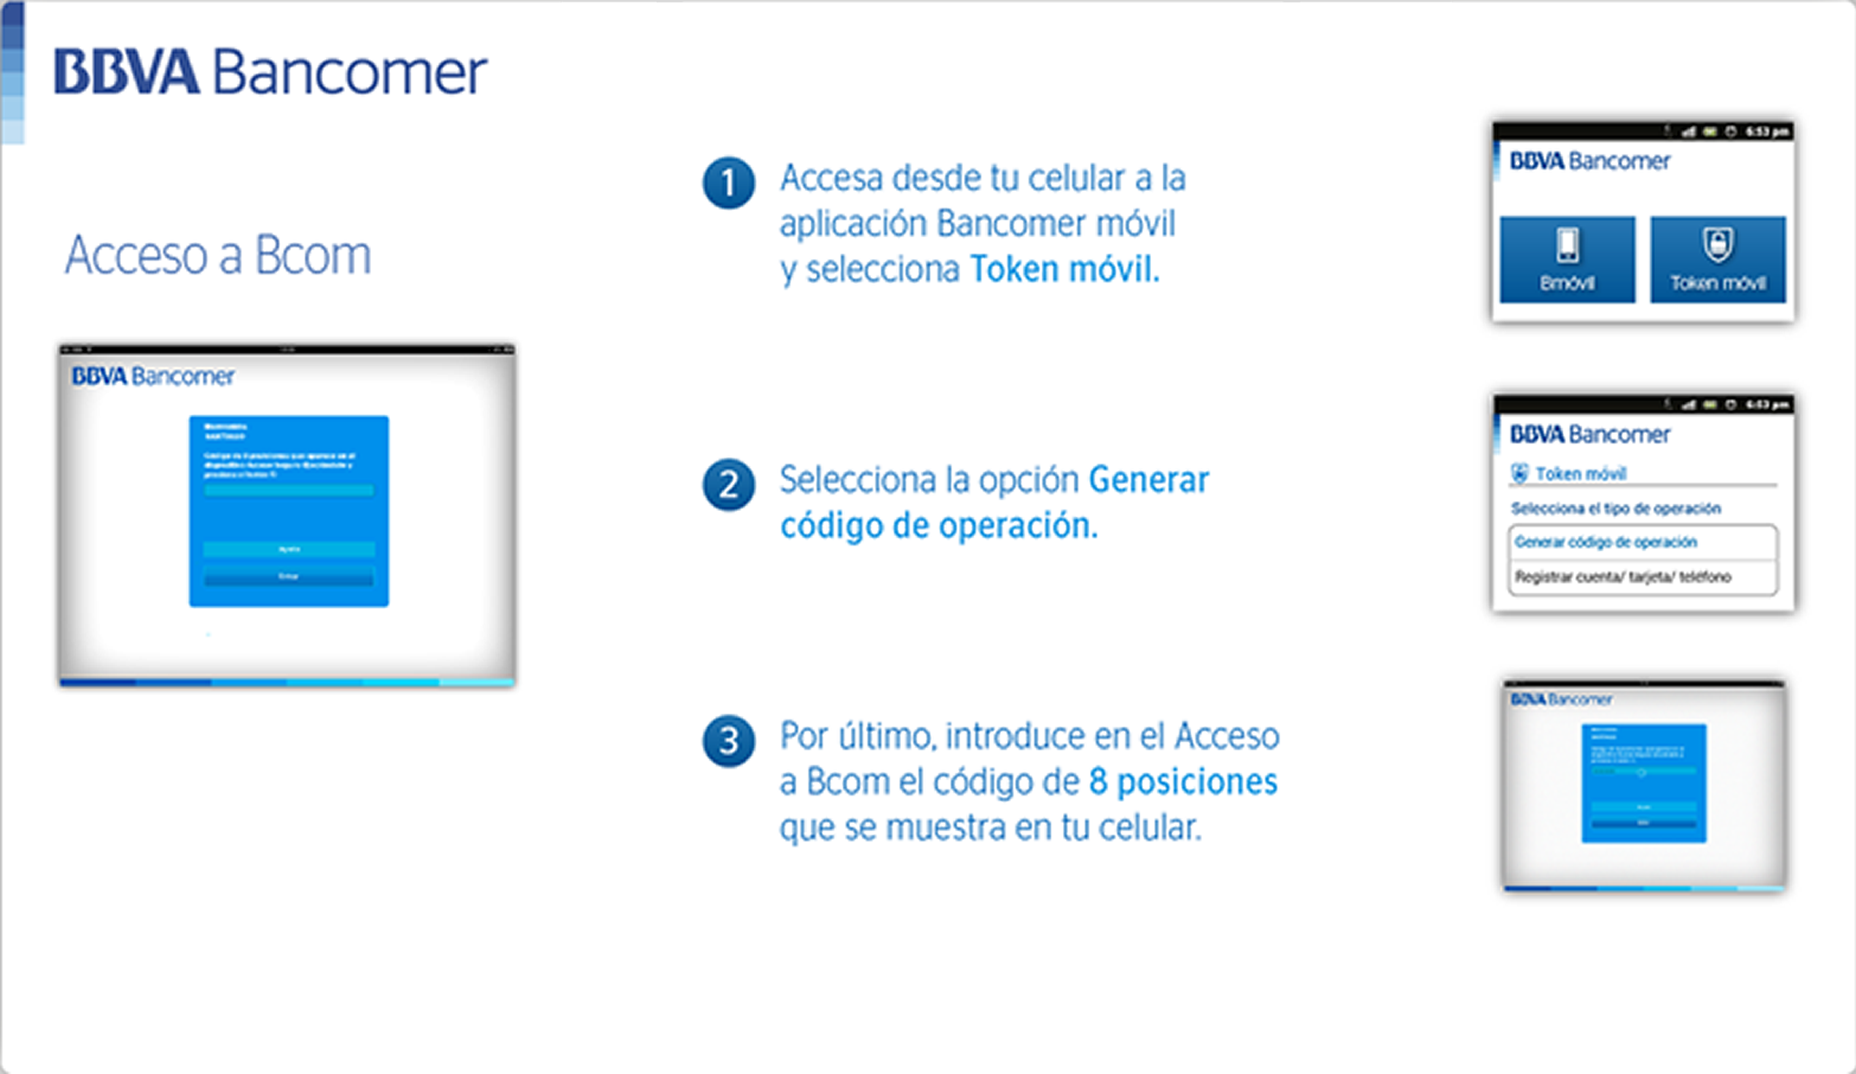 BBVA Bancomer
Acceso a Bcom
BBVA Bancomer
1
Accesa desde tu celular a la
aplicación Bancomer móvil
y selecciona Token móvil.
6:53 pm
BBVA Bancomer
Bmóvil
Token móvil
2
Selecciona la opción Generar
código de operación.
6:53 pm
BBVA Bancomer
Token móvil
Selecciona el tipo de operación
Generar código de operación
Registrar cuenta/ tarjeta/ teléfono
3
Por último, introduce en el Acceso
a Bcom el código de 8 posiciones
que se muestra en tu celular.
BBVA Bancomer